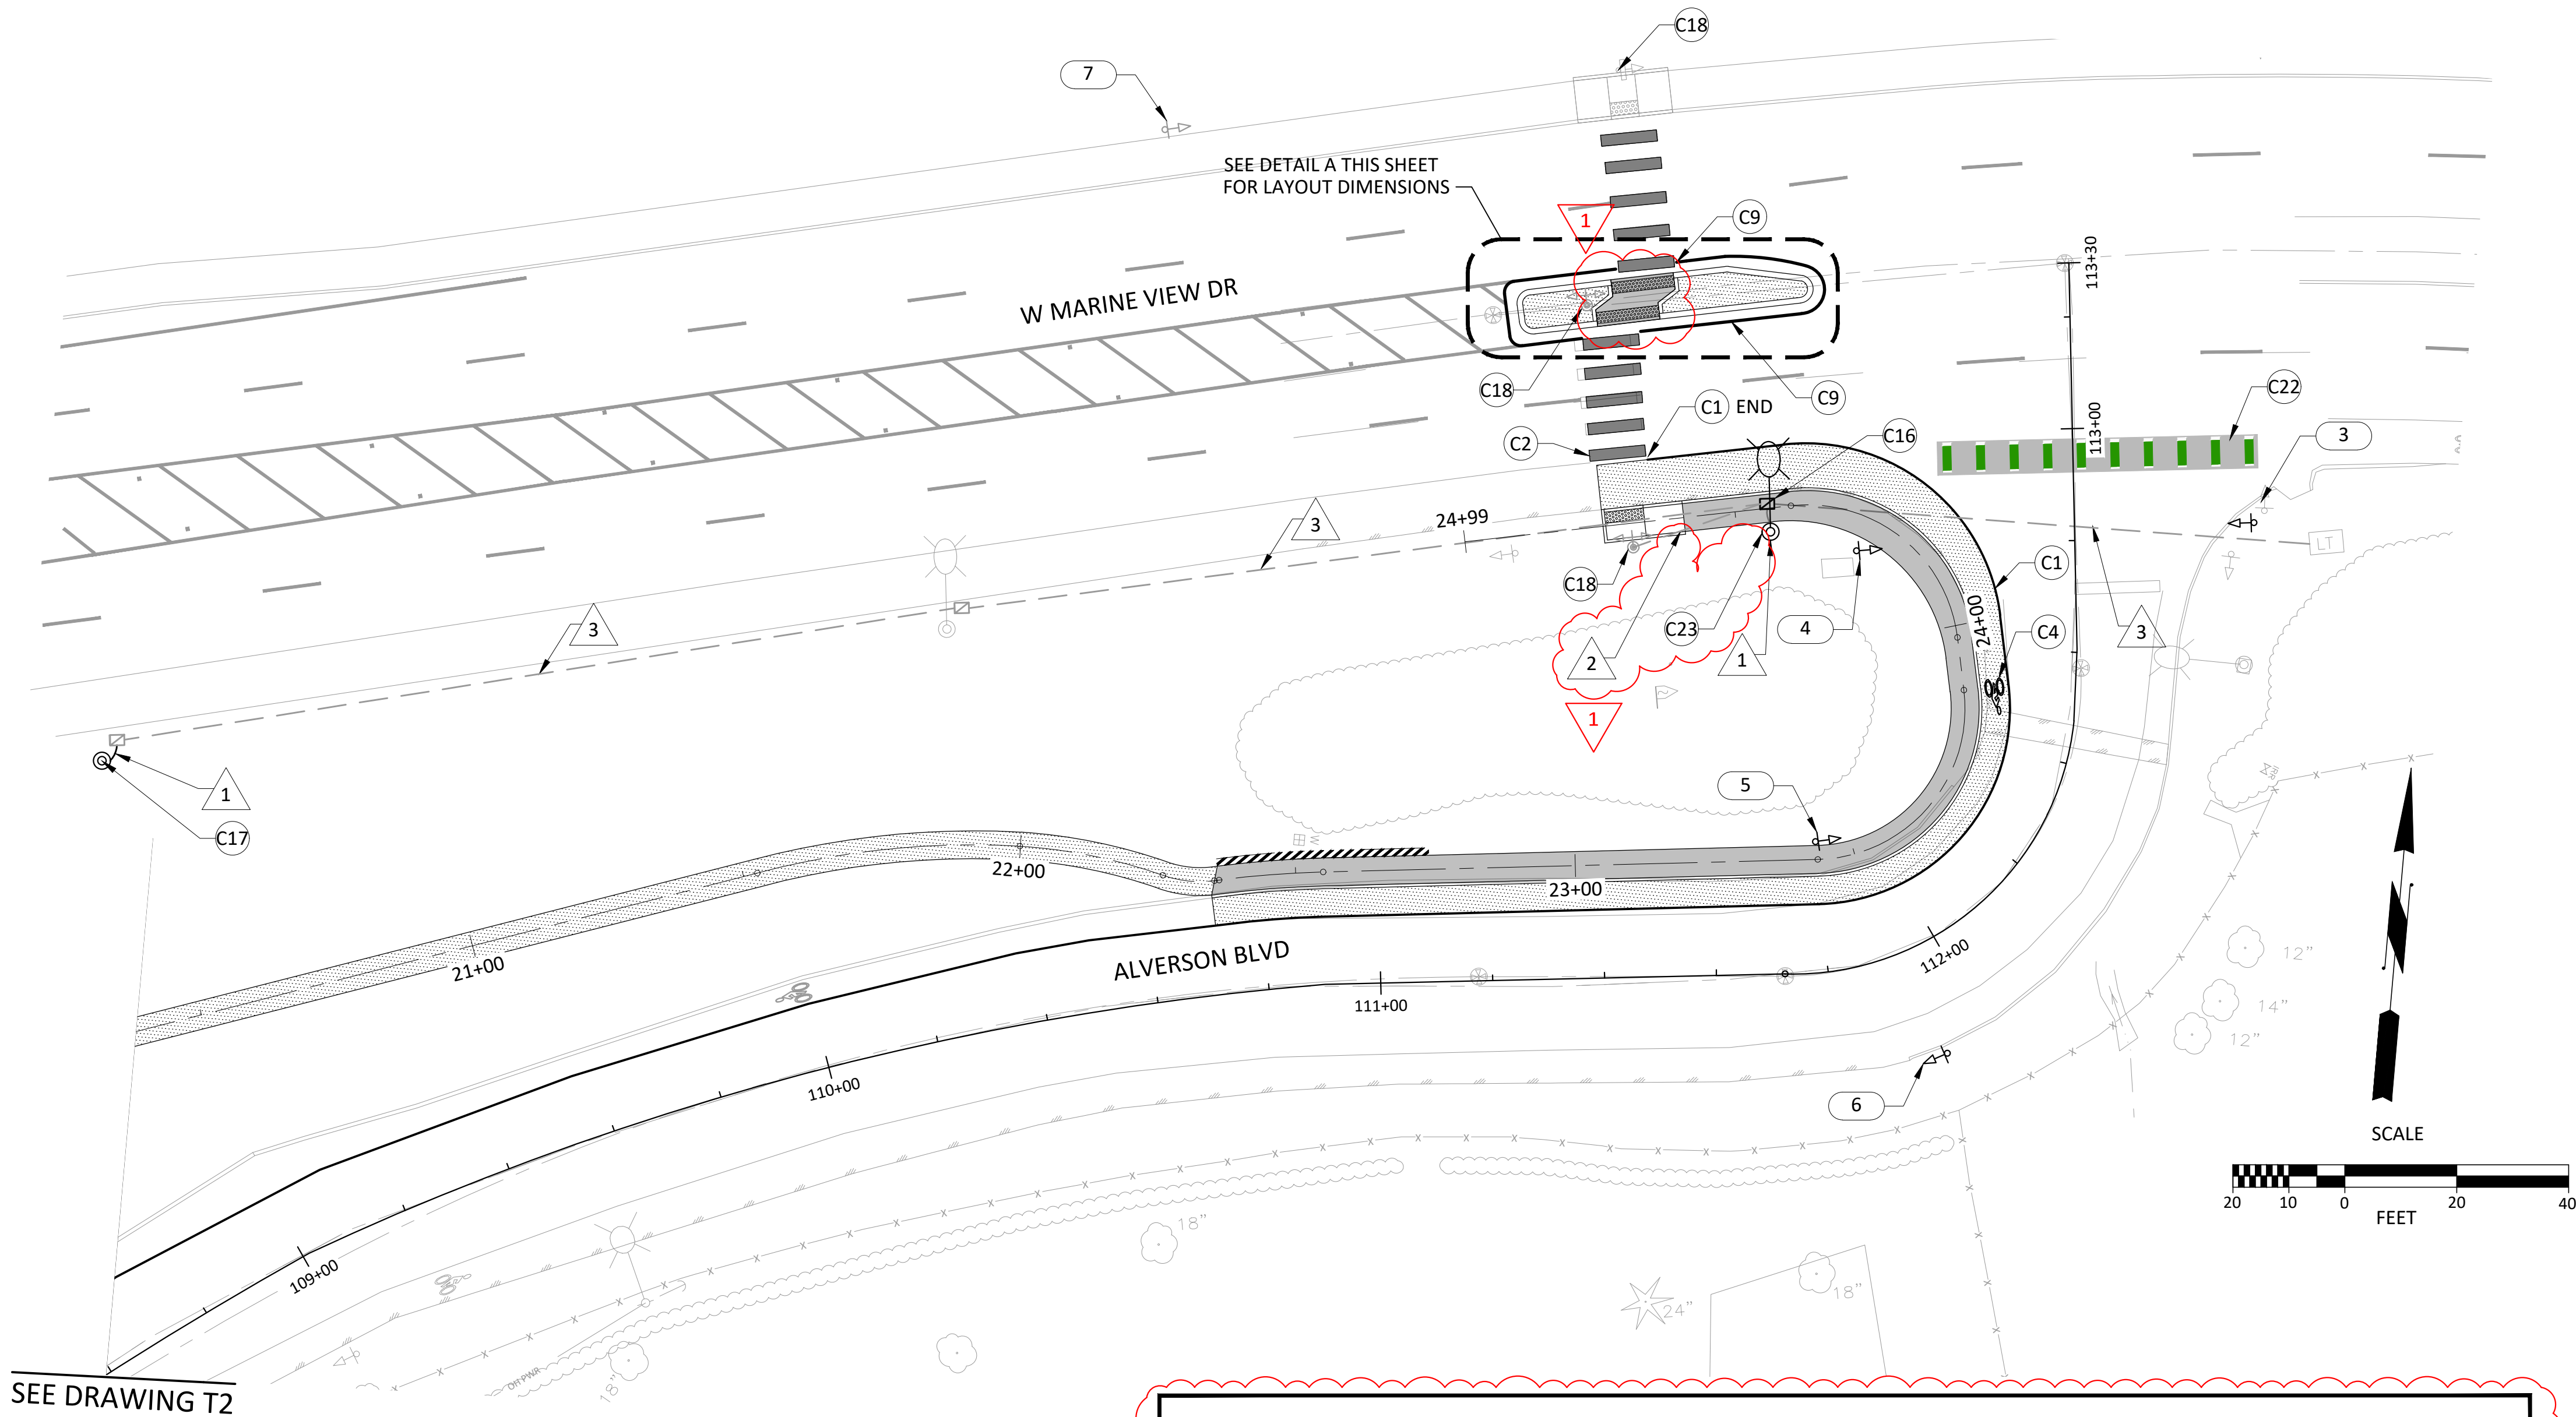 C18
7
SEE DETAIL A THIS SHEET
FOR LAYOUT DIMENSIONS
1
C9
113+30
W MARINE VIEW DR
C18
C9
C1 END
C2
C16
C22
113+00
3
24+99
3
3
LT
C18
C1
24+00
C23
4
C4
3
2
1
1
1
C17
5
W
22+00
23+00
21+00
ALVERSON BLVD
12"
112+00
14"
12"
111+00
110+00
6
SCALE
20 10 0 20 40
FEET
109+00
18"
18"
24"
OH PWR
18"
SEE DRAWING T2